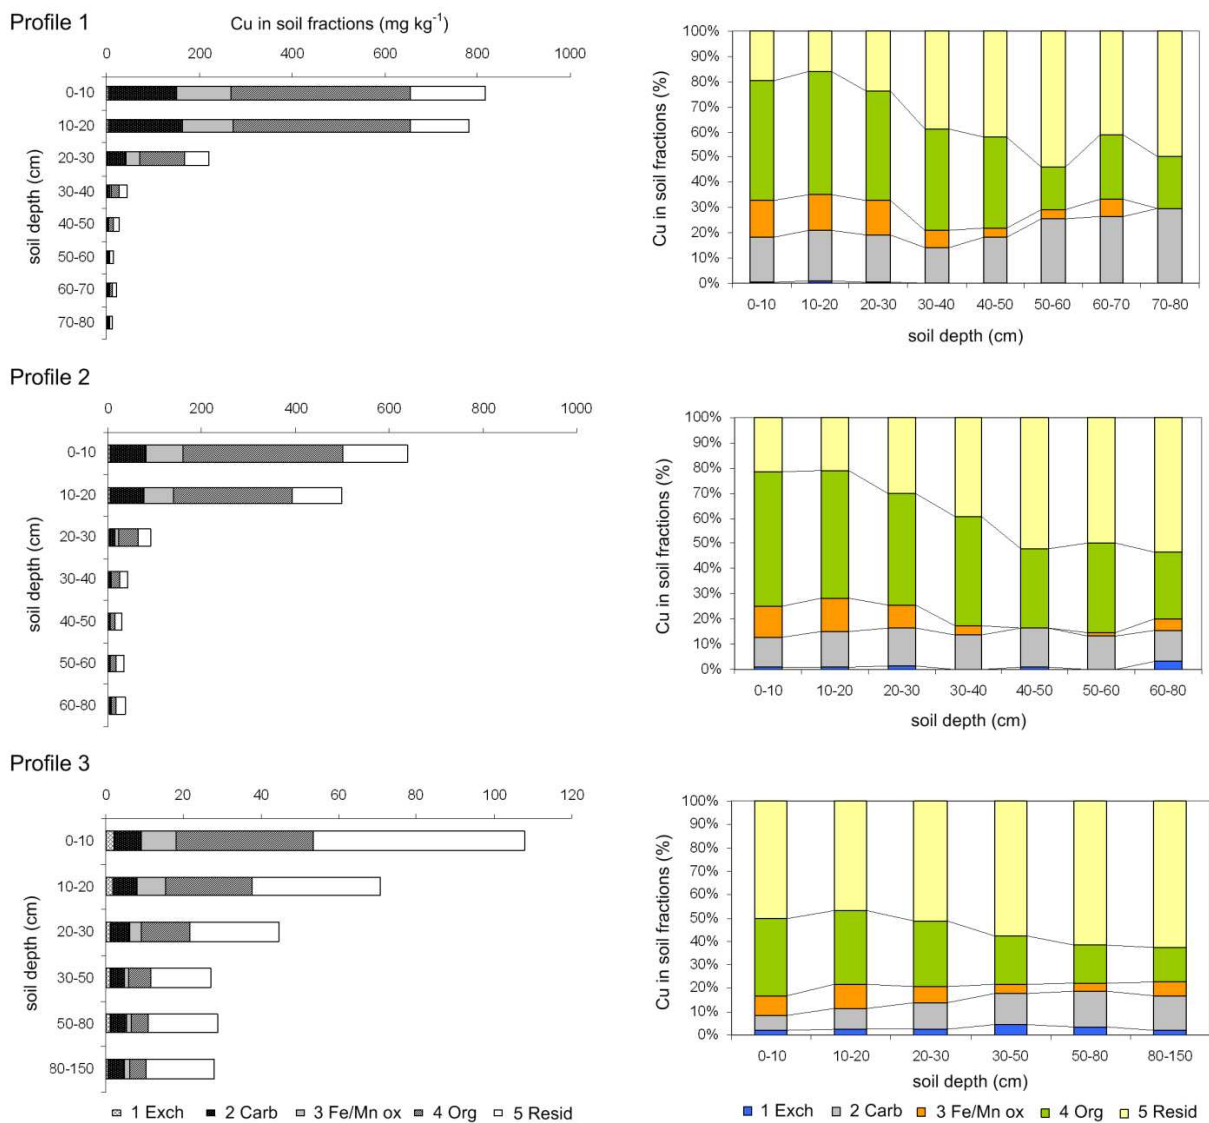 Profile 1
Cu in soil fractions (mg kg-1)
0 200 400 600 800 1000
soil depth (cm)
0-10
10-20
20-30
30-40
40-50
50-60
60-70
70-80
Cu in soil fractions (%)
100%
90%
80%
70%
60%
50%
40%
30%
20%
10%
0%
0-10 10-20 20-30 30-40 40-50 50-60 60-70 70-80
soil depth (cm)
Profile 2
0 200 400 600 800 1000
soil depth (cm)
0-10
10-20
20-30
30-40
40-50
50-60
60-80
Cu in soil fractions (%)
100%
90%
80%
70%
60%
50%
40%
30%
20%
10%
0%
0-10 10-20 20-30 30-40 40-50 50-60 60-80
soil depth (cm)
Profile 3
0 20 40 60 80 100 120
soil depth (cm)
0-10
10-20
20-30
30-50
50-80
80-150
1 Exch 2 Carb 3 Fe/Mn ox 4 Org 5 Resid
Cu in soil fractions (%)
100%
90%
80%
70%
60%
50%
40%
30%
20%
10%
0%
0-10 10-20 20-30 30-50 50-80 80-150
soil depth (cm)
1 Exch 2 Carb 3 Fe/Mn ox 4 Org 5 Resid